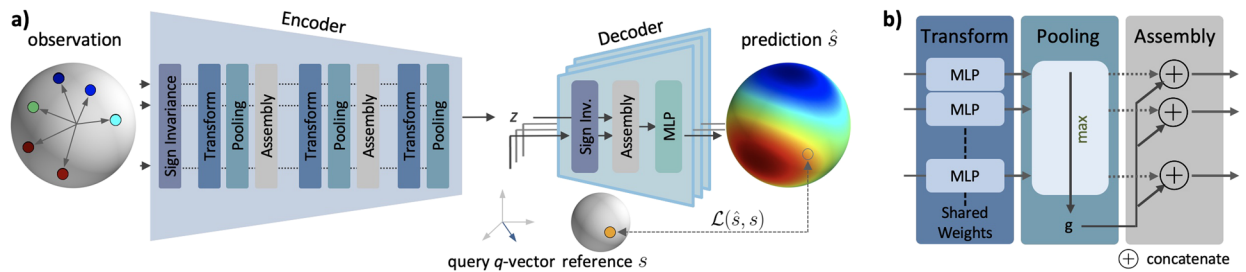 a)
observation
Encoder
Sign Invariance
Transform
Pooling
Assembly
Transform
Pooling
Assembly
Transform
Pooling
z
Decoder
Sign Inv.
Assembly
MLP
prediction ŝ
query q-vector
reference s
ℒ(ŝ, s)
b)
Transform
Pooling
Assembly
MLP
MLP
MLP
Shared
Weights
max
g
+
+
+
+ concatenate